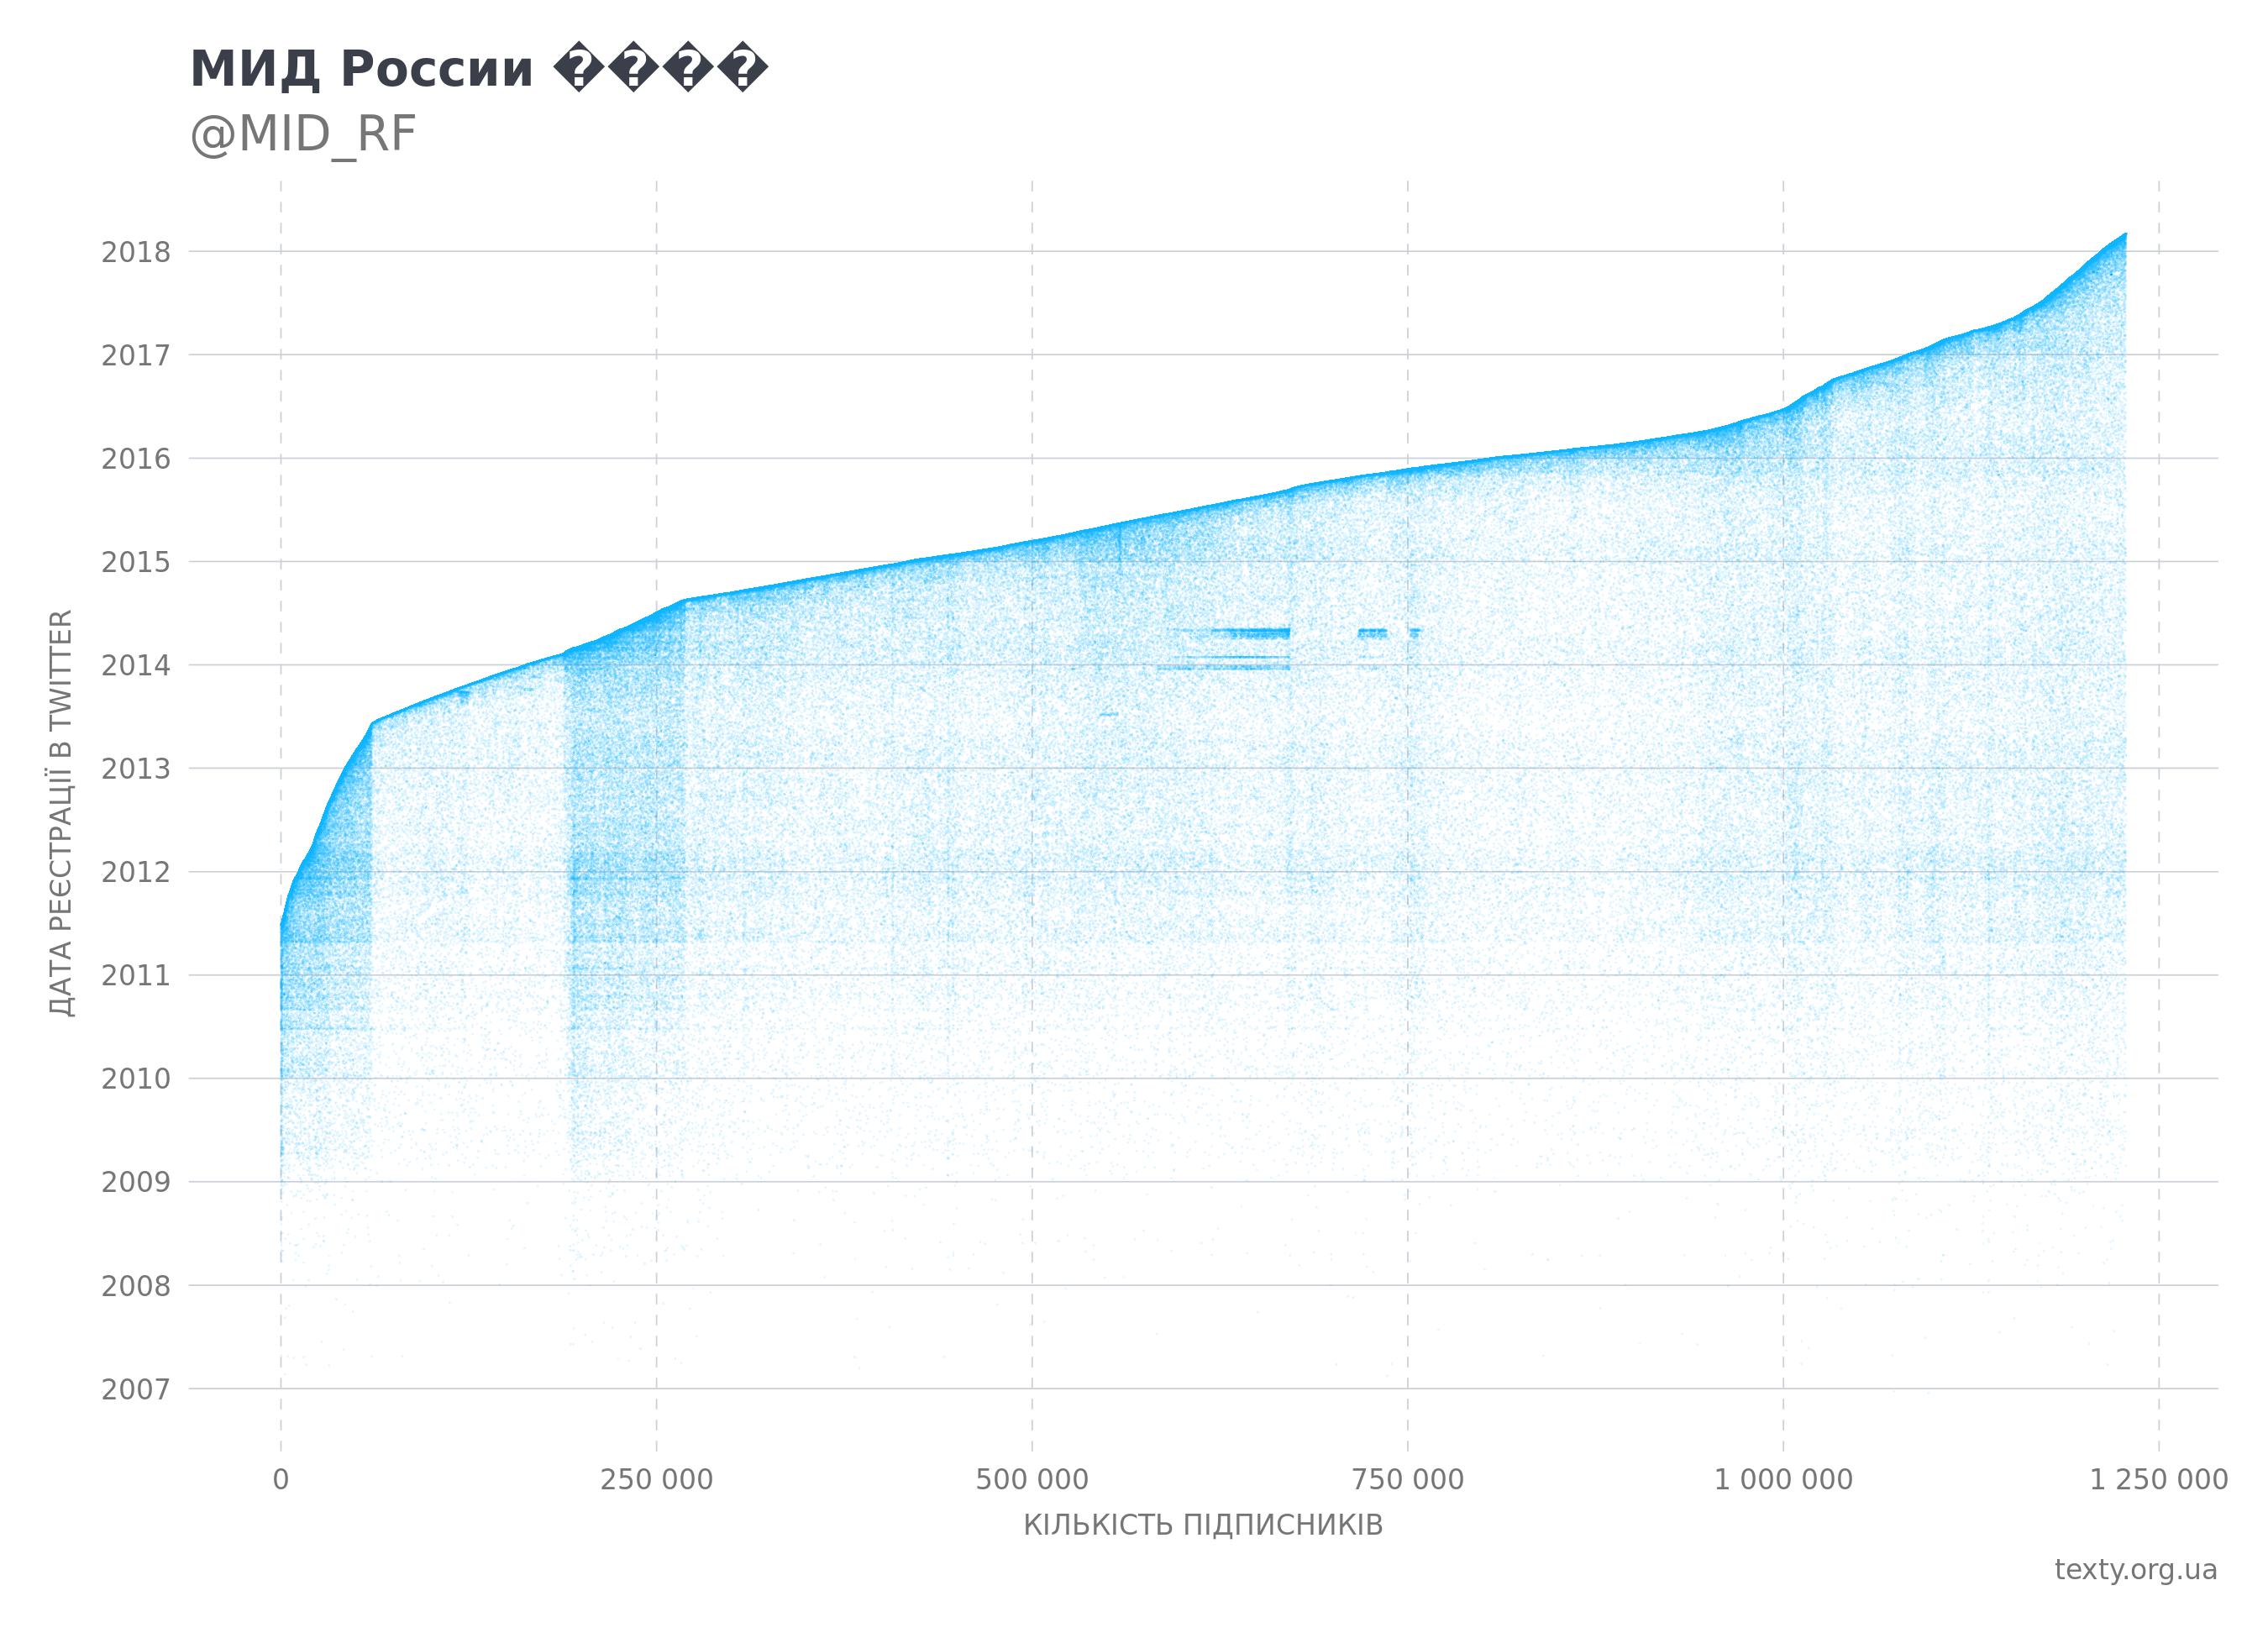 МИД России ����
@MID_RF
2018
2017
2016
2015
2014
2013
2012
2011
2010
2009
2008
2007
ДАТА РЕЄСТРАЦІЇ В TWITTER
0
250 000
500 000
750 000
1 000 000
1 250 000
КІЛЬКІСТЬ ПІДПИСНИКІВ
texty.org.ua